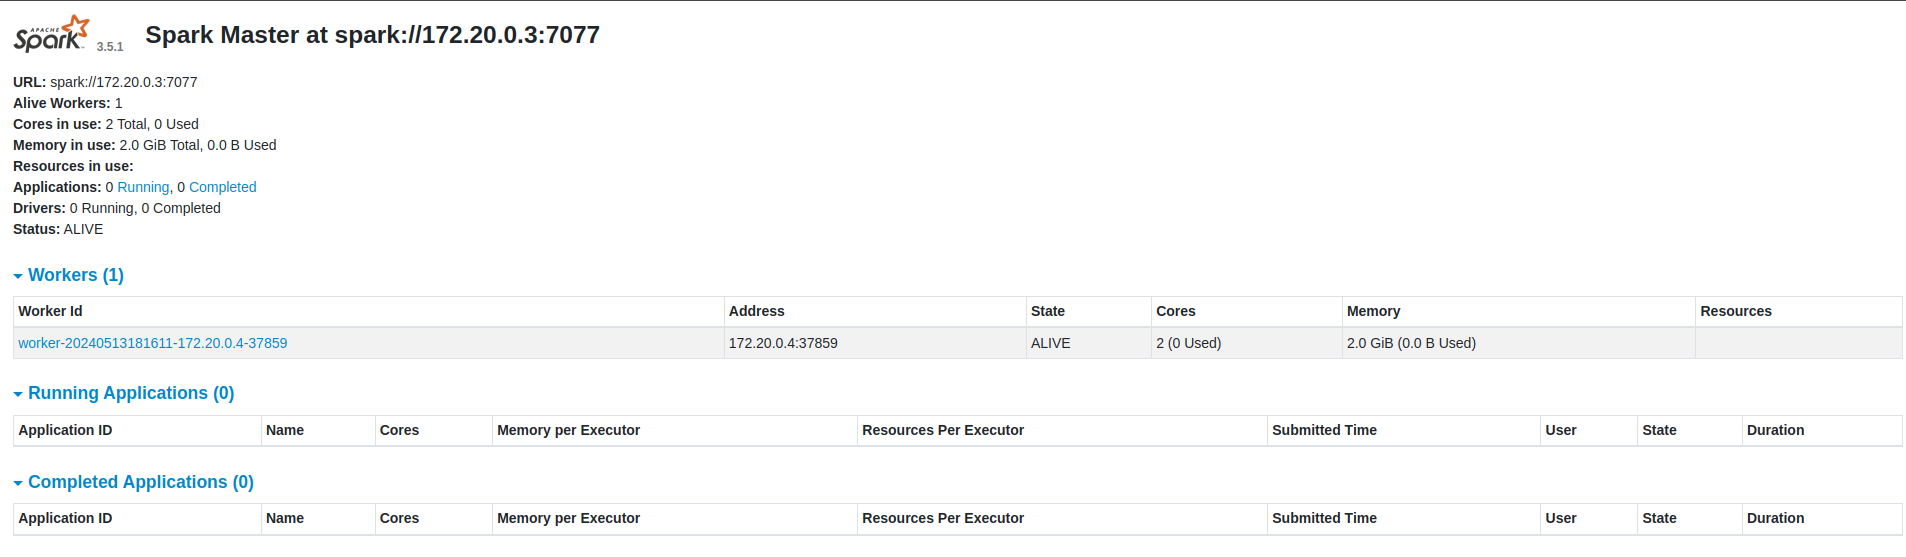 APACHE Spark 3.5.1 Spark Master at spark://172.20.0.3:7077
URL: spark://172.20.0.3:7077
Alive Workers: 1
Cores in use: 2 Total, 0 Used
Memory in use: 2.0 GiB Total, 0.0 B Used
Resources in use:
Applications: 0 Running, 0 Completed
Drivers: 0 Running, 0 Completed
Status: ALIVE
Workers (1)
Worker Id Address State Cores Memory Resources
worker-20240513181611-172.20.0.4-37859 172.20.0.4:37859 ALIVE 2 (0 Used) 2.0 GiB (0.0 B Used)
Running Applications (0)
Application ID Name Cores Memory per Executor Resources Per Executor Submitted Time User State Duration
Completed Applications (0)
Application ID Name Cores Memory per Executor Resources Per Executor Submitted Time User State Duration